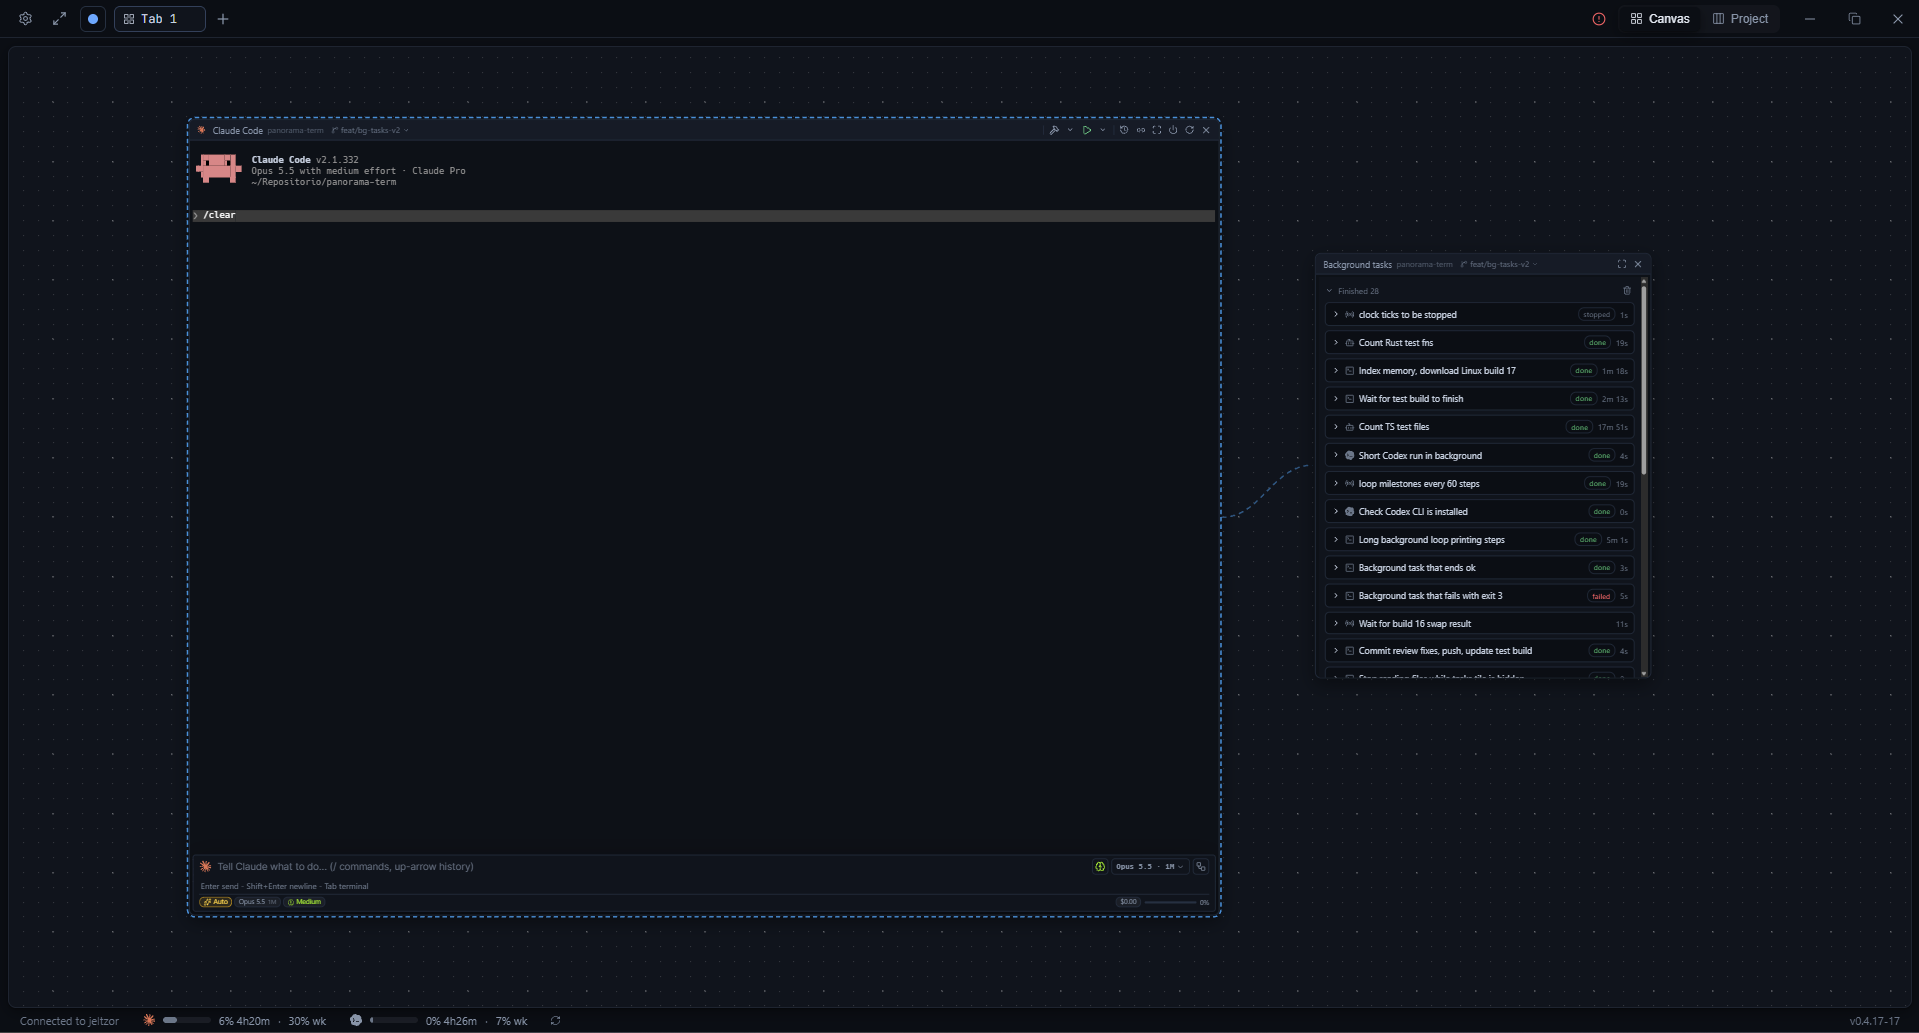 Tab 1
Canvas
Project
Claude Code panorama-term feat/bg-tasks-v2
Claude Code v2.1.332
Opus 5.5 with medium effort · Claude Pro
~/Repositorio/panorama-term
/clear
Background tasks panorama-term feat/bg-tasks-v2
Finished 28
clock ticks to be stopped stopped 1s
Count Rust test fns done 19s
Index memory, download Linux build 17 done 1m 18s
Wait for test build to finish done 2m 13s
Count TS test files done 17m 51s
Short Codex run in background done 4s
loop milestones every 60 steps done 19s
Check Codex CLI is installed done 0s
Long background loop printing steps done 5m 1s
Background task that ends ok done 3s
Background task that fails with exit 3 failed 5s
Wait for build 16 swap result 11s
Commit review fixes, push, update test build done 4s
Tell Claude what to do... (/ commands, up-arrow history)
Opus 5.5 · 1M
Enter send · Shift+Enter newline · Tab terminal
Auto Opus 5.5 1M Medium
$0.00 0%
Connected to jeltzor 6% 4h20m · 30% wk 0% 4h26m · 7% wk
v0.4.17-17